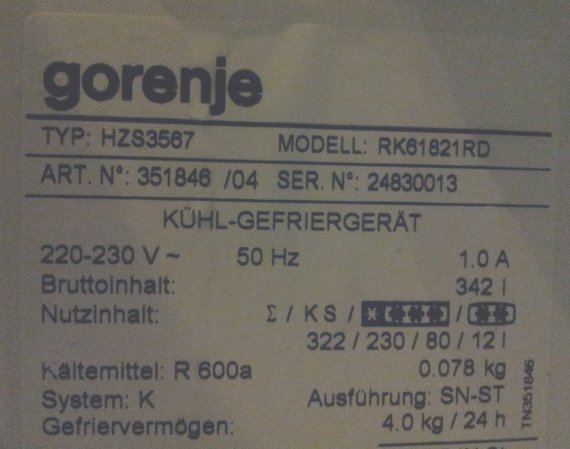 gorenje
TYP: HZS3567 MODELL: RK61821RD
ART. N°: 351846 /04 SER. N°: 24830013
KÜHL-GEFRIERGERÄT
220-230 V ~ 50 Hz 1.0 A
Bruttoinhalt: 342 l
Nutzinhalt: Σ / K S / /
322 / 230 / 80 / 12 l
Kältemittel: R 600a 0.078 kg
System: K Ausführung: SN-ST
Gefriervermögen: 4.0 kg / 24 h
TN351846